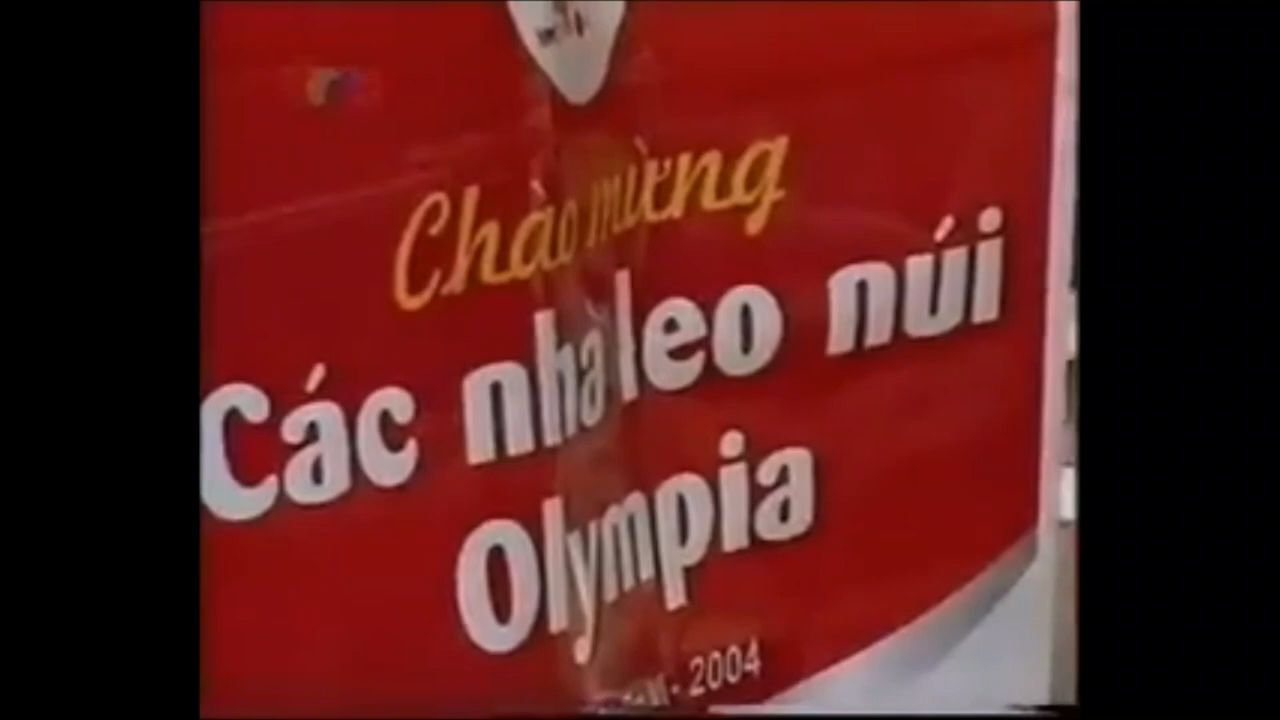 Chào mừng
Các nhà leo núi
Olympia
- 2004